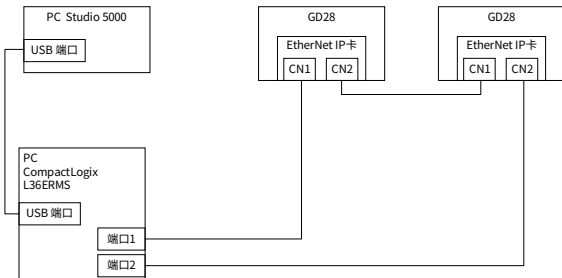 PC Studio 5000
USB 端口
GD28
EtherNet IP卡
CN1
CN2
GD28
EtherNet IP卡
CN1
CN2
PC
CompactLogix
L36ERMS
USB 端口
端口1
端口2